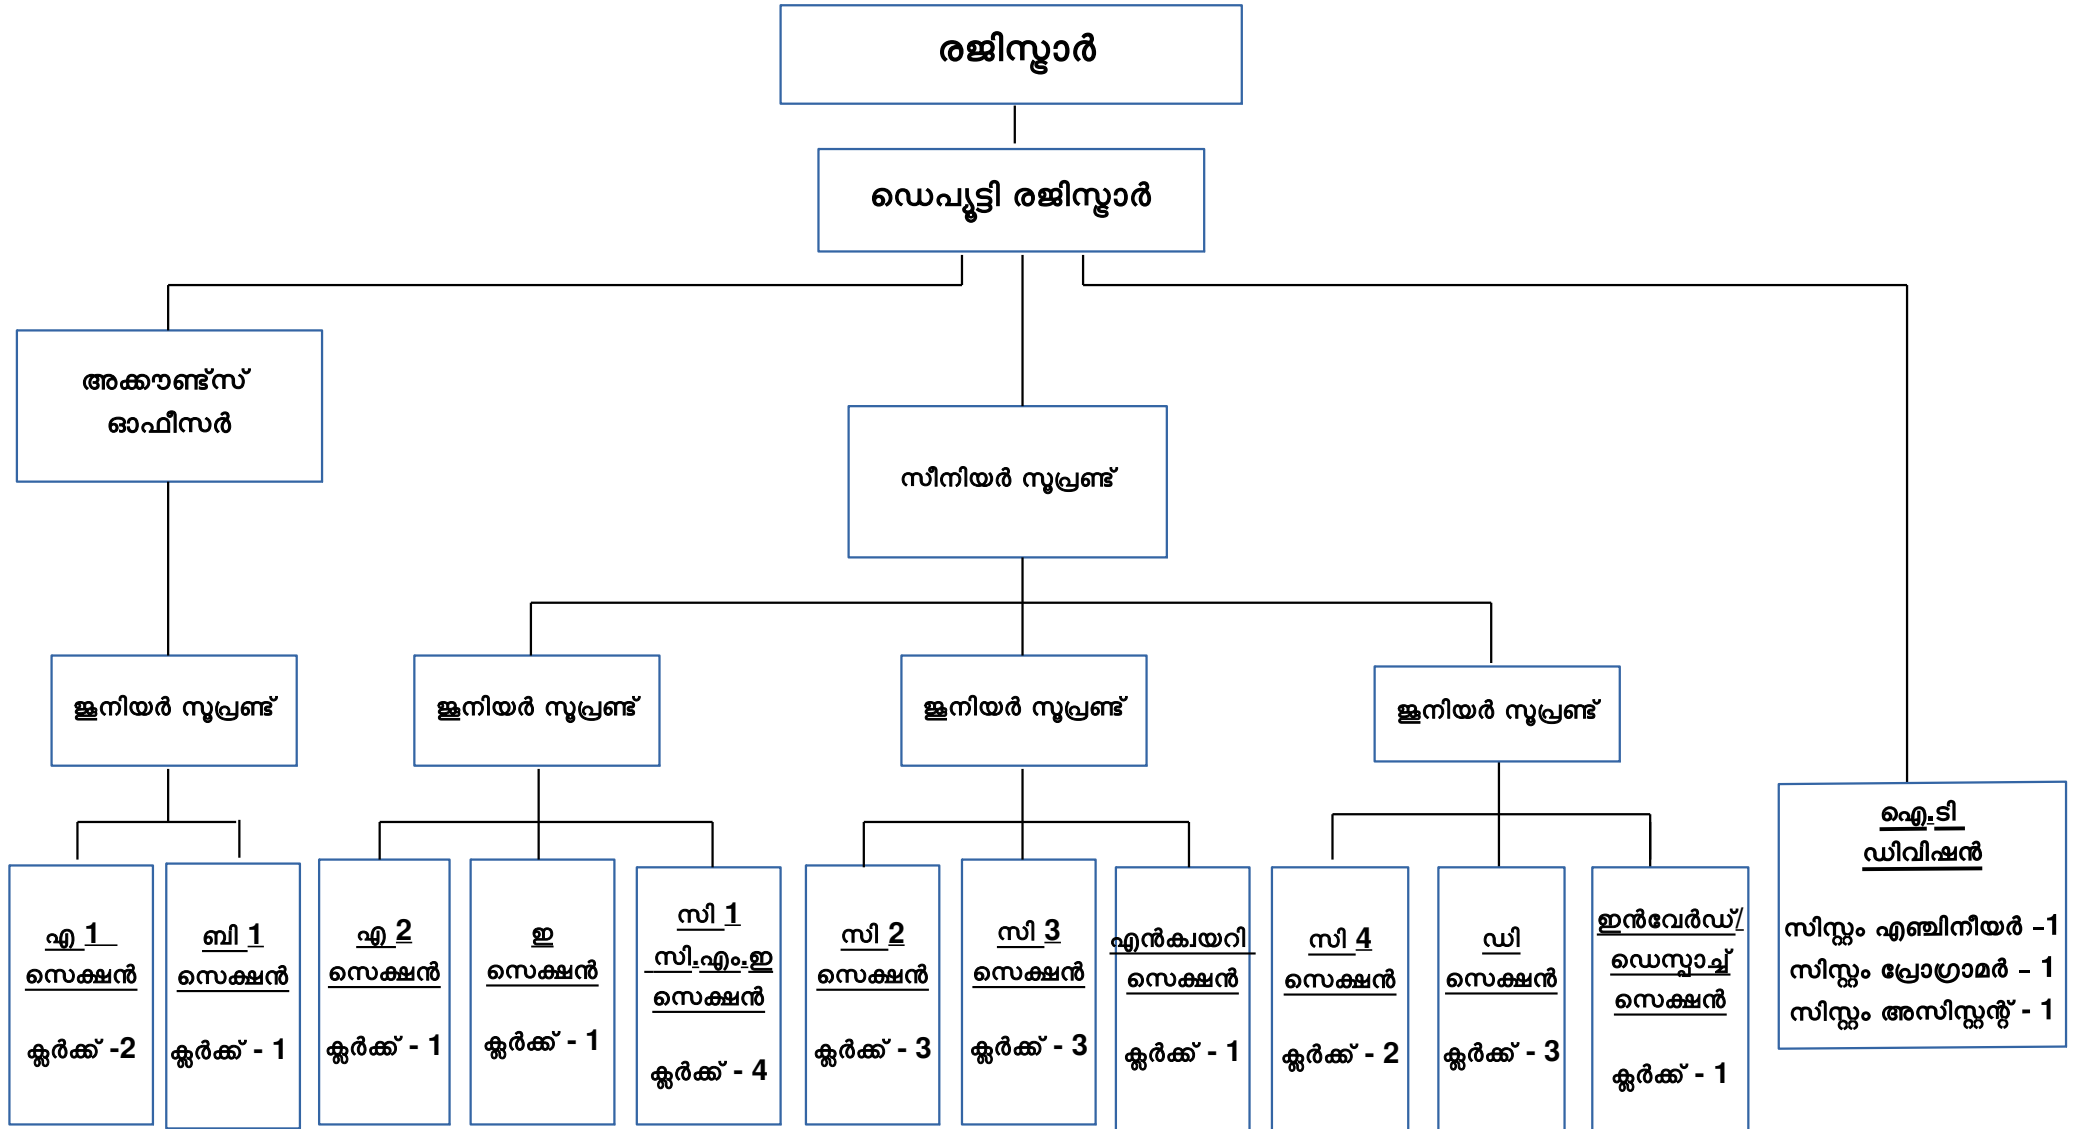 രജിസ്ട്രാർ
ഡെപ്യൂട്ടി രജിസ്ട്രാർ
അക്കൗണ്ട്സ്
ഓഫീസർ
സീനിയർ സൂപ്രണ്ട്
ജൂനിയർ സൂപ്രണ്ട്
ജൂനിയർ സൂപ്രണ്ട്
ജൂനിയർ സൂപ്രണ്ട്
ജൂനിയർ സൂപ്രണ്ട്
എ 1
സെക്ഷൻ
ക്ലർക്ക് -2
ബി 1
സെക്ഷൻ
ക്ലർക്ക് - 1
എ 2
സെക്ഷൻ
ക്ലർക്ക് - 1
ഇ
സെക്ഷൻ
ക്ലർക്ക് - 1
സി 1
സി.എം.ഇ
സെക്ഷൻ
ക്ലർക്ക് - 4
സി 2
സെക്ഷൻ
ക്ലർക്ക് - 3
സി 3
സെക്ഷൻ
ക്ലർക്ക് - 3
എൻക്വയറി
സെക്ഷൻ
ക്ലർക്ക് - 1
സി 4
സെക്ഷൻ
ക്ലർക്ക് - 2
ഡി
സെക്ഷൻ
ക്ലർക്ക് - 3
ഇൻവേർഡ്/
ഡെസ്പാച്ച്
സെക്ഷൻ
ക്ലർക്ക് - 1
ഐ.ടി
ഡിവിഷൻ
സിസ്റ്റം എഞ്ചിനീയർ –1
സിസ്റ്റം പ്രോഗ്രാമർ – 1
സിസ്റ്റം അസിസ്റ്റന്റ് - 1